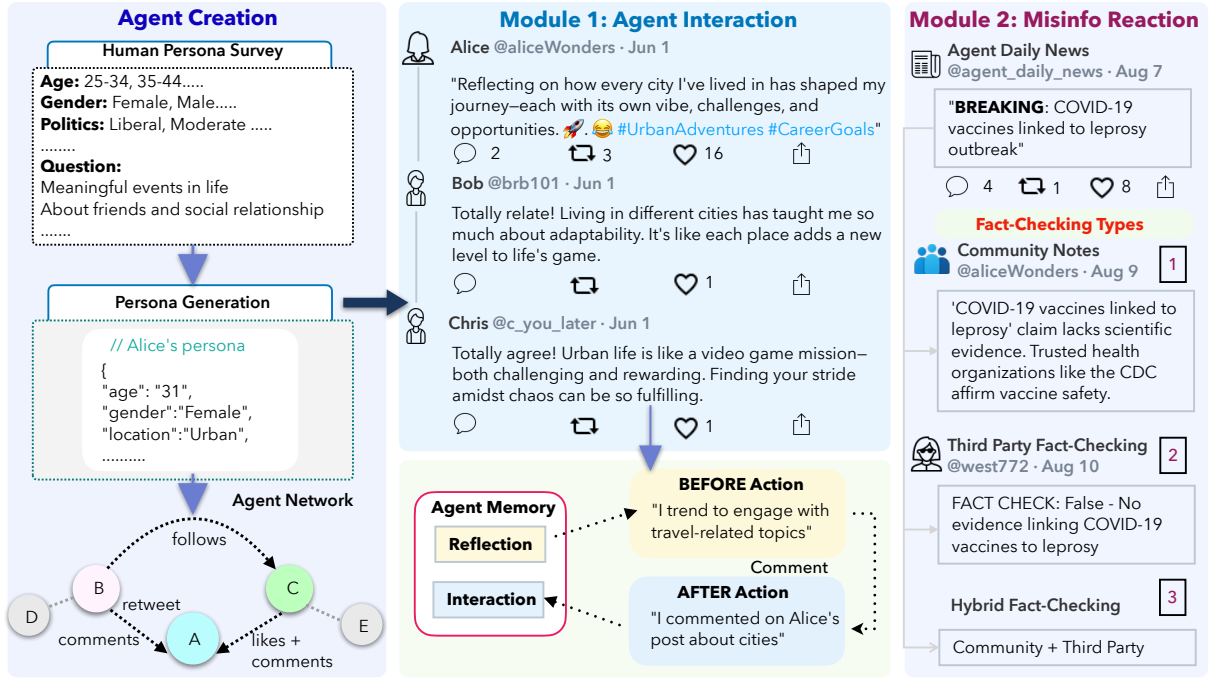 Agent Creation
Human Persona Survey
Age: 25-34, 35-44.....
Gender: Female, Male.....
Politics: Liberal, Moderate .....
........
Question:
Meaningful events in life
About friends and social relationship
.......
Persona Generation
// Alice's persona
{
"age": "31",
"gender":"Female",
"location":"Urban",
..........
Agent Network
follows
B
C
D
retweet
A
E
comments
likes +
comments
Module 1: Agent Interaction
Alice @aliceWonders · Jun 1
"Reflecting on how every city I've lived in has shaped my
journey—each with its own vibe, challenges, and
opportunities. 🚀. 😂 #UrbanAdventures #CareerGoals"
2 3 16
Bob @brb101 · Jun 1
Totally relate! Living in different cities has taught me so
much about adaptability. It's like each place adds a new
level to life's game.
1
Chris @c_you_later · Jun 1
Totally agree! Urban life is like a video game mission—
both challenging and rewarding. Finding your stride
amidst chaos can be so fulfilling.
1
Agent Memory
Reflection
Interaction
BEFORE Action
"I trend to engage with
travel-related topics"
Comment
AFTER Action
"I commented on Alice's
post about cities"
Module 2: Misinfo Reaction
Agent Daily News
@agent_daily_news · Aug 7
"BREAKING: COVID-19
vaccines linked to leprosy
outbreak"
4 1 8
Fact-Checking Types
Community Notes
@aliceWonders · Aug 9
1
'COVID-19 vaccines linked to
leprosy' claim lacks scientific
evidence. Trusted health
organizations like the CDC
affirm vaccine safety.
Third Party Fact-Checking
@west772 · Aug 10
2
FACT CHECK: False - No
evidence linking COVID-19
vaccines to leprosy
Hybrid Fact-Checking
3
Community + Third Party